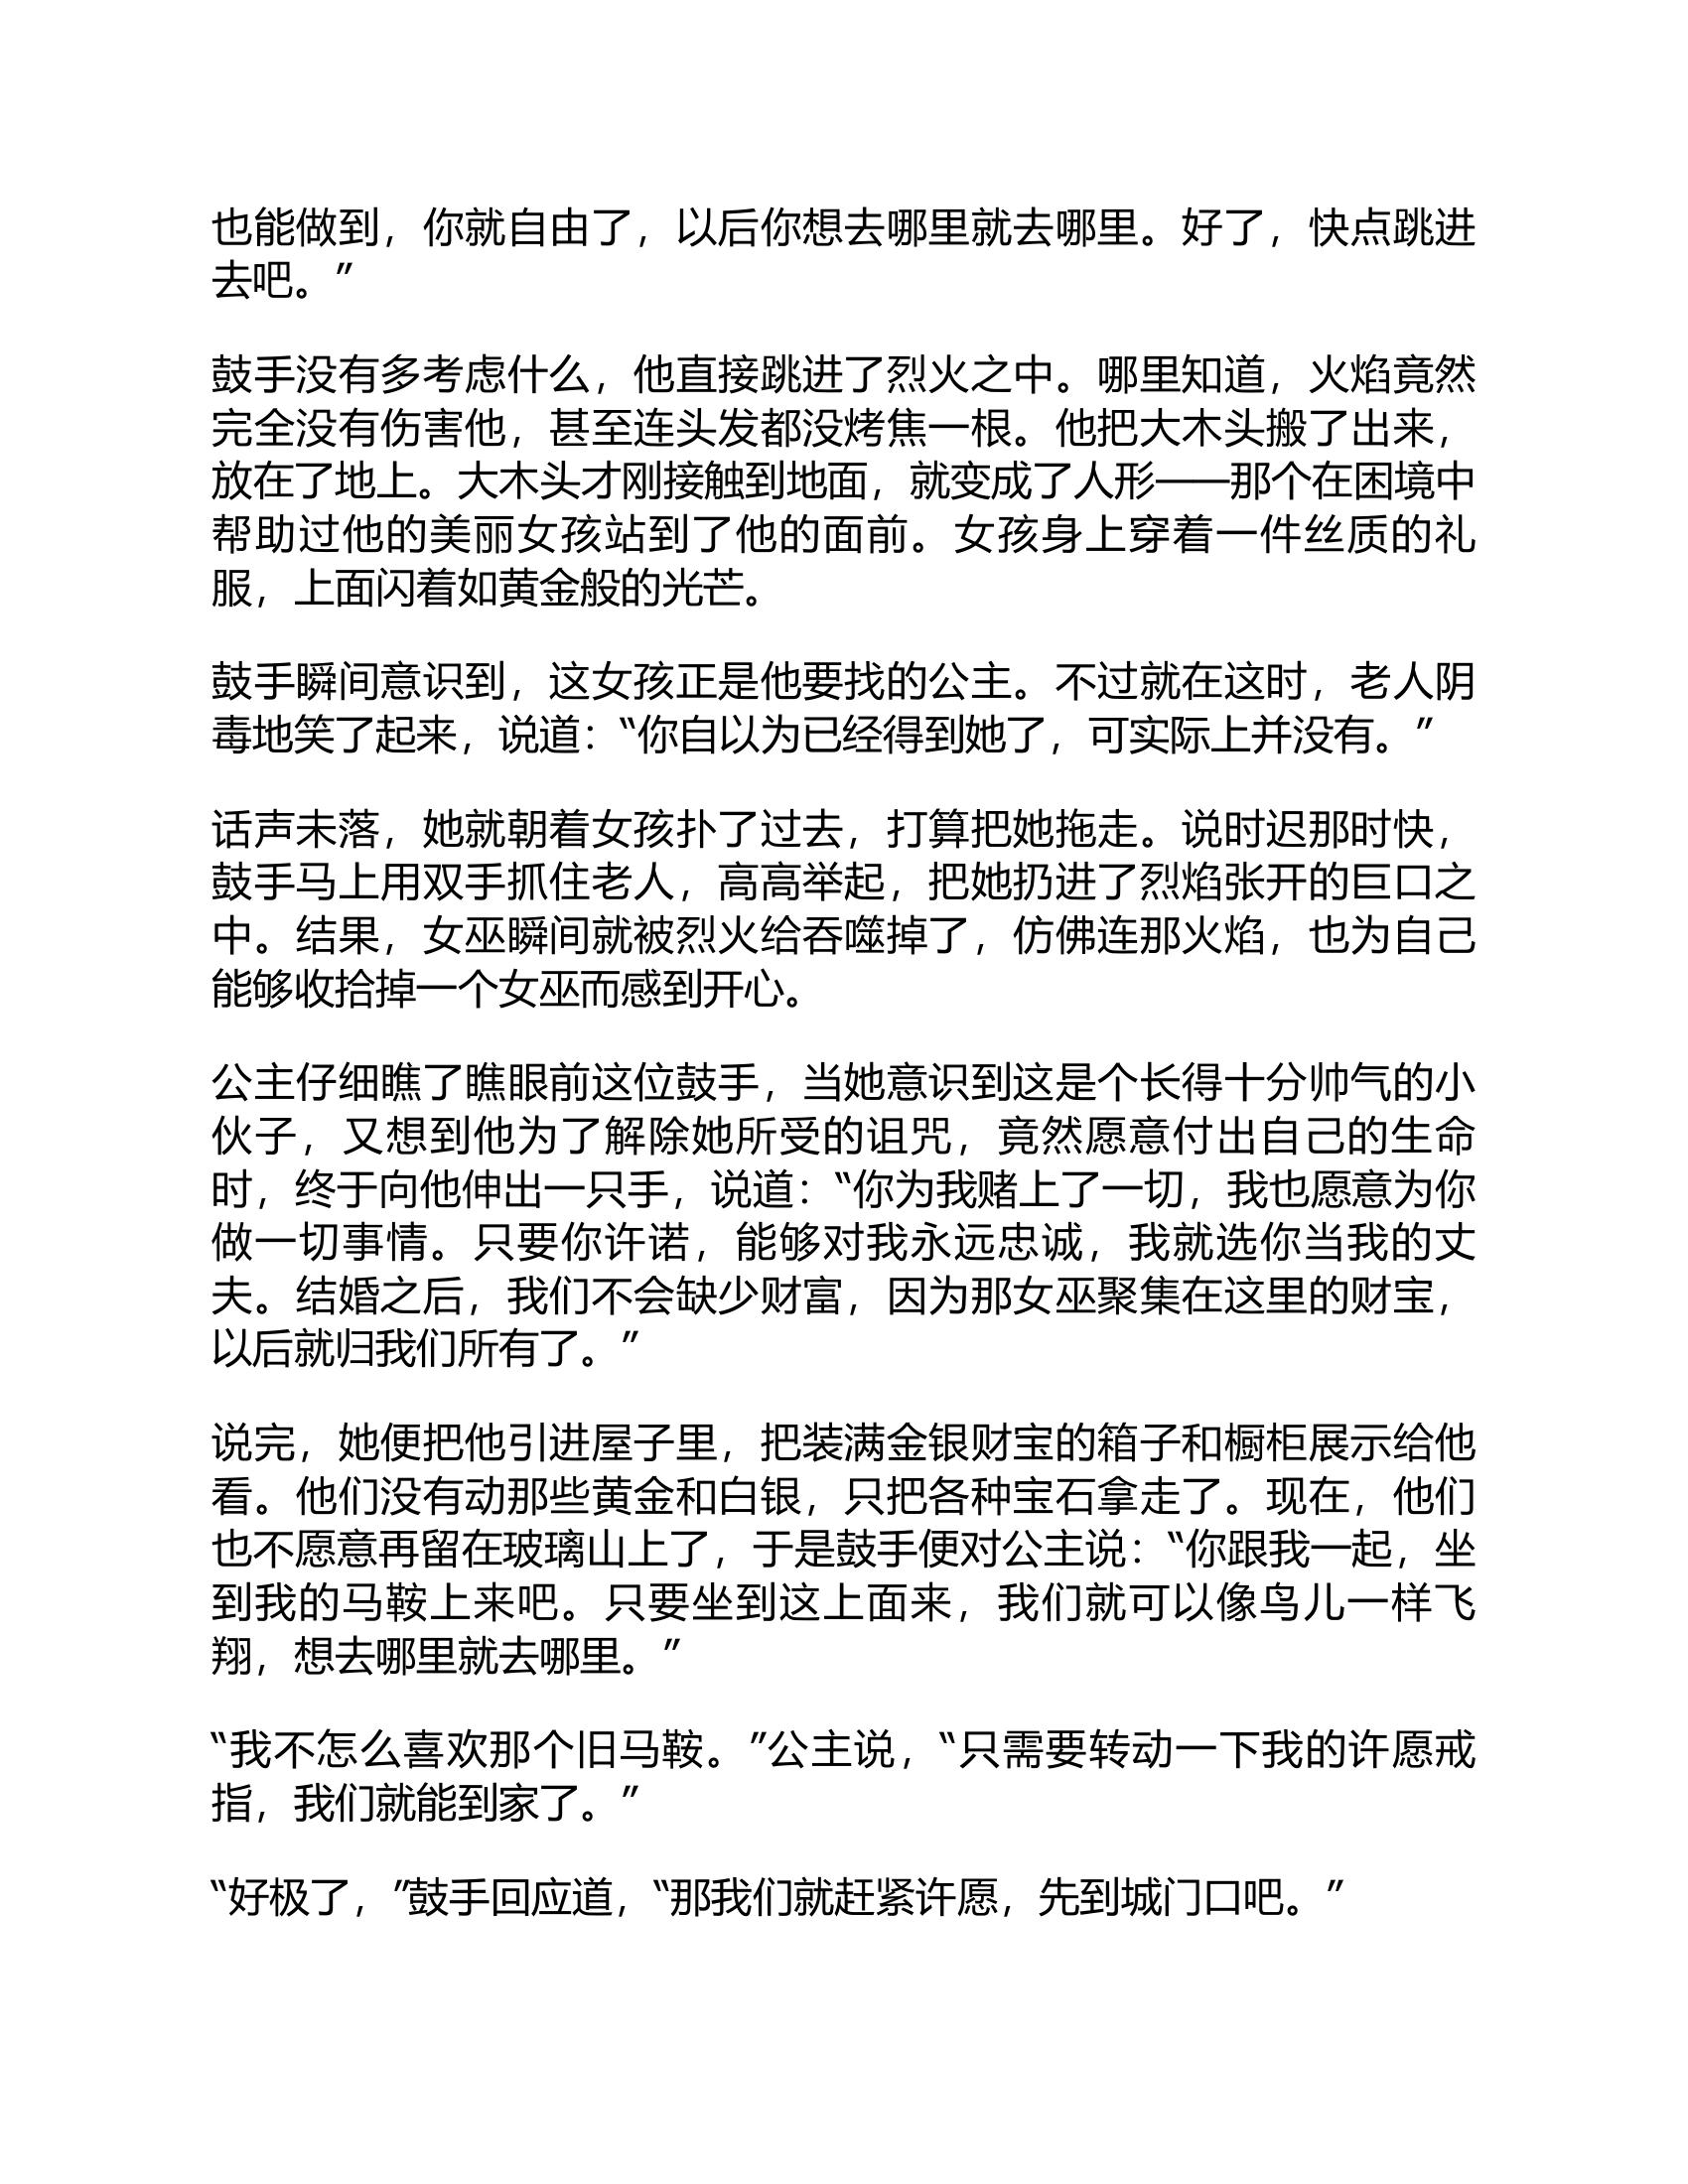 也能做到，你就自由了，以后你想去哪里就去哪里。好了，快点跳进
去吧。”
鼓手没有多考虑什么，他直接跳进了烈火之中。哪里知道，火焰竟然
完全没有伤害他，甚至连头发都没烤焦一根。他把大木头搬了出来，
放在了地上。大木头才刚接触到地面，就变成了人形——那个在困境中
帮助过他的美丽女孩站到了他的面前。女孩身上穿着一件丝质的礼
服，上面闪着如黄金般的光芒。
鼓手瞬间意识到，这女孩正是他要找的公主。不过就在这时，老人阴
毒地笑了起来，说道：“你自以为已经得到她了，可实际上并没有。”
话声未落，她就朝着女孩扑了过去，打算把她拖走。说时迟那时快，
鼓手马上用双手抓住老人，高高举起，把她扔进了烈焰张开的巨口之
中。结果，女巫瞬间就被烈火给吞噬掉了，仿佛连那火焰，也为自己
能够收拾掉一个女巫而感到开心。
公主仔细瞧了瞧眼前这位鼓手，当她意识到这是个长得十分帅气的小
伙子，又想到他为了解除她所受的诅咒，竟然愿意付出自己的生命
时，终于向他伸出一只手，说道：“你为我赌上了一切，我也愿意为你
做一切事情。只要你许诺，能够对我永远忠诚，我就选你当我的丈
夫。结婚之后，我们不会缺少财富，因为那女巫聚集在这里的财宝，
以后就归我们所有了。”
说完，她便把他引进屋子里，把装满金银财宝的箱子和橱柜展示给他
看。他们没有动那些黄金和白银，只把各种宝石拿走了。现在，他们
也不愿意再留在玻璃山上了，于是鼓手便对公主说：“你跟我一起，坐
到我的马鞍上来吧。只要坐到这上面来，我们就可以像鸟儿一样飞
翔，想去哪里就去哪里。”
“我不怎么喜欢那个旧马鞍。”公主说，“只需要转动一下我的许愿戒
指，我们就能到家了。”
“好极了，”鼓手回应道，“那我们就赶紧许愿，先到城门口吧。”